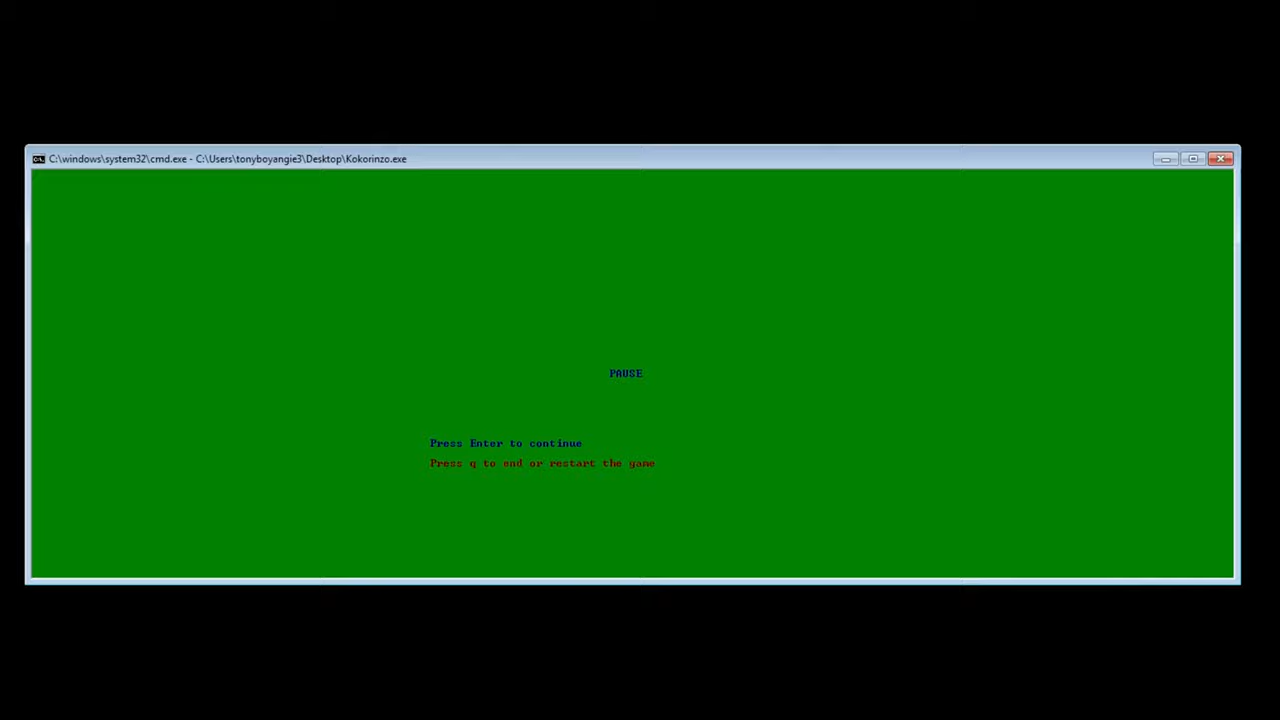 C:\windows\system32\cmd.exe - C:\Users\tonyboyangie3\Desktop\Kokorinzo.exe
PAUSE
Press Enter to continue
Press q to end or restart the game